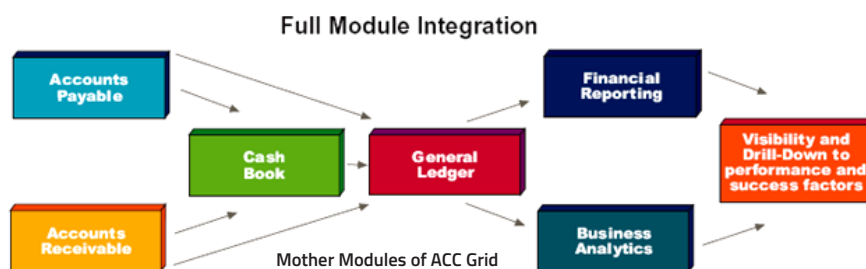 Full Module Integration
Accounts
Payable
Financial
Reporting
Cash
Book
General
Ledger
Visibility and
Drill-Down to
performance and
success factors
Accounts
Receivable
Business
Analytics
Mother Modules of ACC Grid